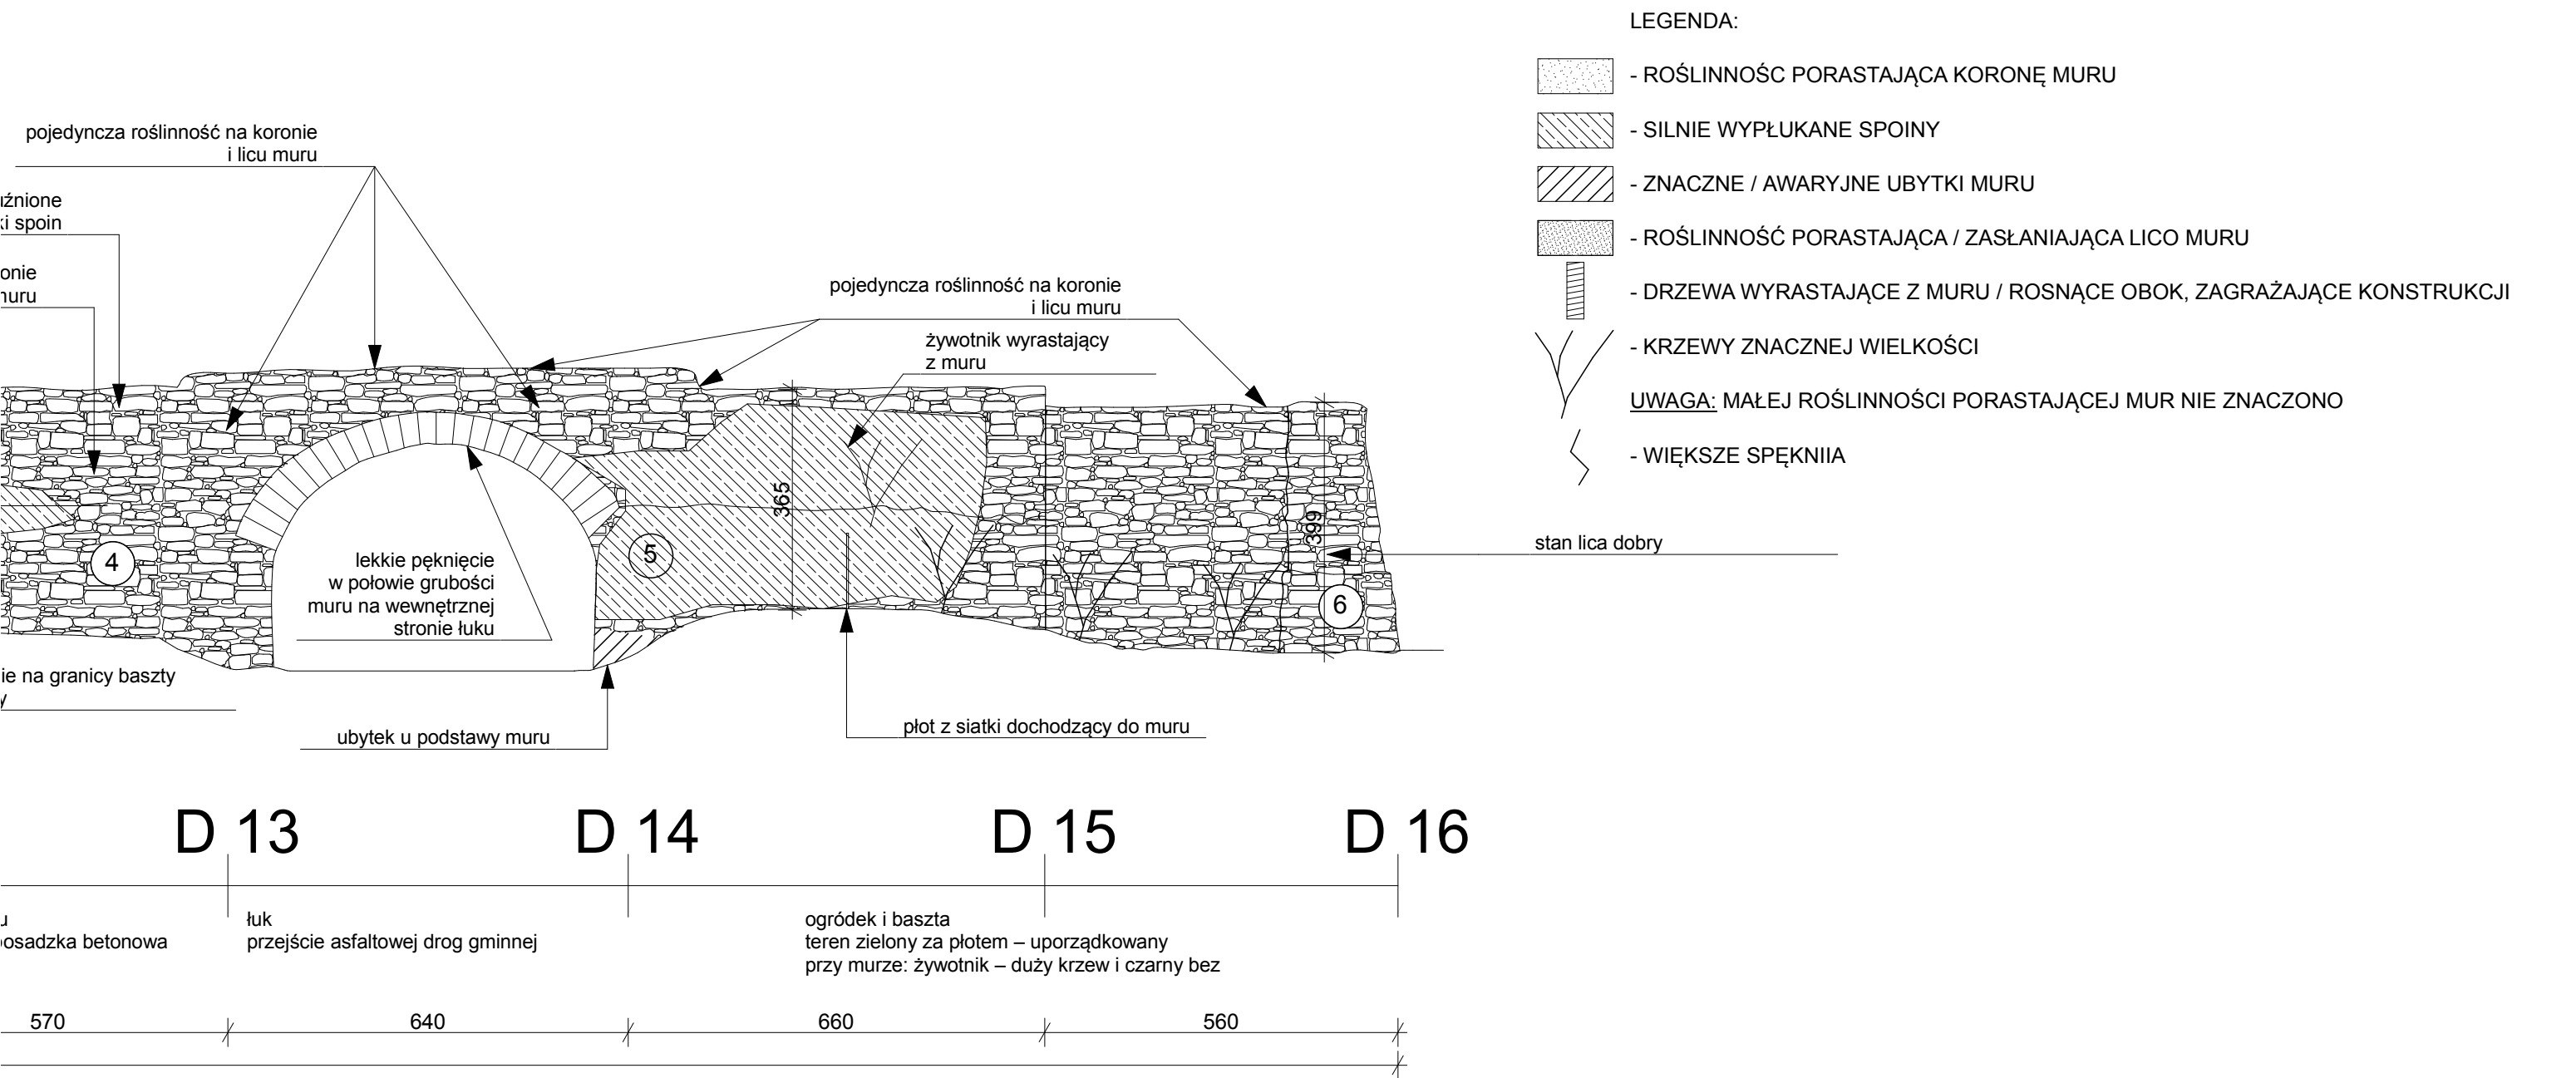 LEGENDA:
- ROŚLINNOŚC PORASTAJĄCA KORONĘ MURU
- SILNIE WYPŁUKANE SPOINY
- ZNACZNE / AWARYJNE UBYTKI MURU
- ROŚLINNOŚĆ PORASTAJĄCA / ZASŁANIAJĄCA LICO MURU
- DRZEWA WYRASTAJĄCE Z MURU / ROSNĄCE OBOK, ZAGRAŻAJĄCE KONSTRUKCJI
- KRZEWY ZNACZNEJ WIELKOŚCI
UWAGA: MAŁEJ ROŚLINNOŚCI PORASTAJĄCEJ MUR NIE ZNACZONO
- WIĘKSZE SPĘKNIIA
pojedyncza roślinność na koronie
i licu muru
uźnione
ki spoin
onie
muru
pojedyncza roślinność na koronie
i licu muru
żywotnik wyrastający
z muru
365
399
stan lica dobry
4
5
6
lekkie pęknięcie
w połowie grubości
muru na wewnętrznej
stronie łuku
ie na granicy baszty
y
ubytek u podstawy muru
płot z siatki dochodzący do muru
D 13
D 14
D 15
D 16
u
posadzka betonowa
łuk
przejście asfaltowej drog gminnej
ogródek i baszta
teren zielony za płotem – uporządkowany
przy murze: żywotnik – duży krzew i czarny bez
570
640
660
560